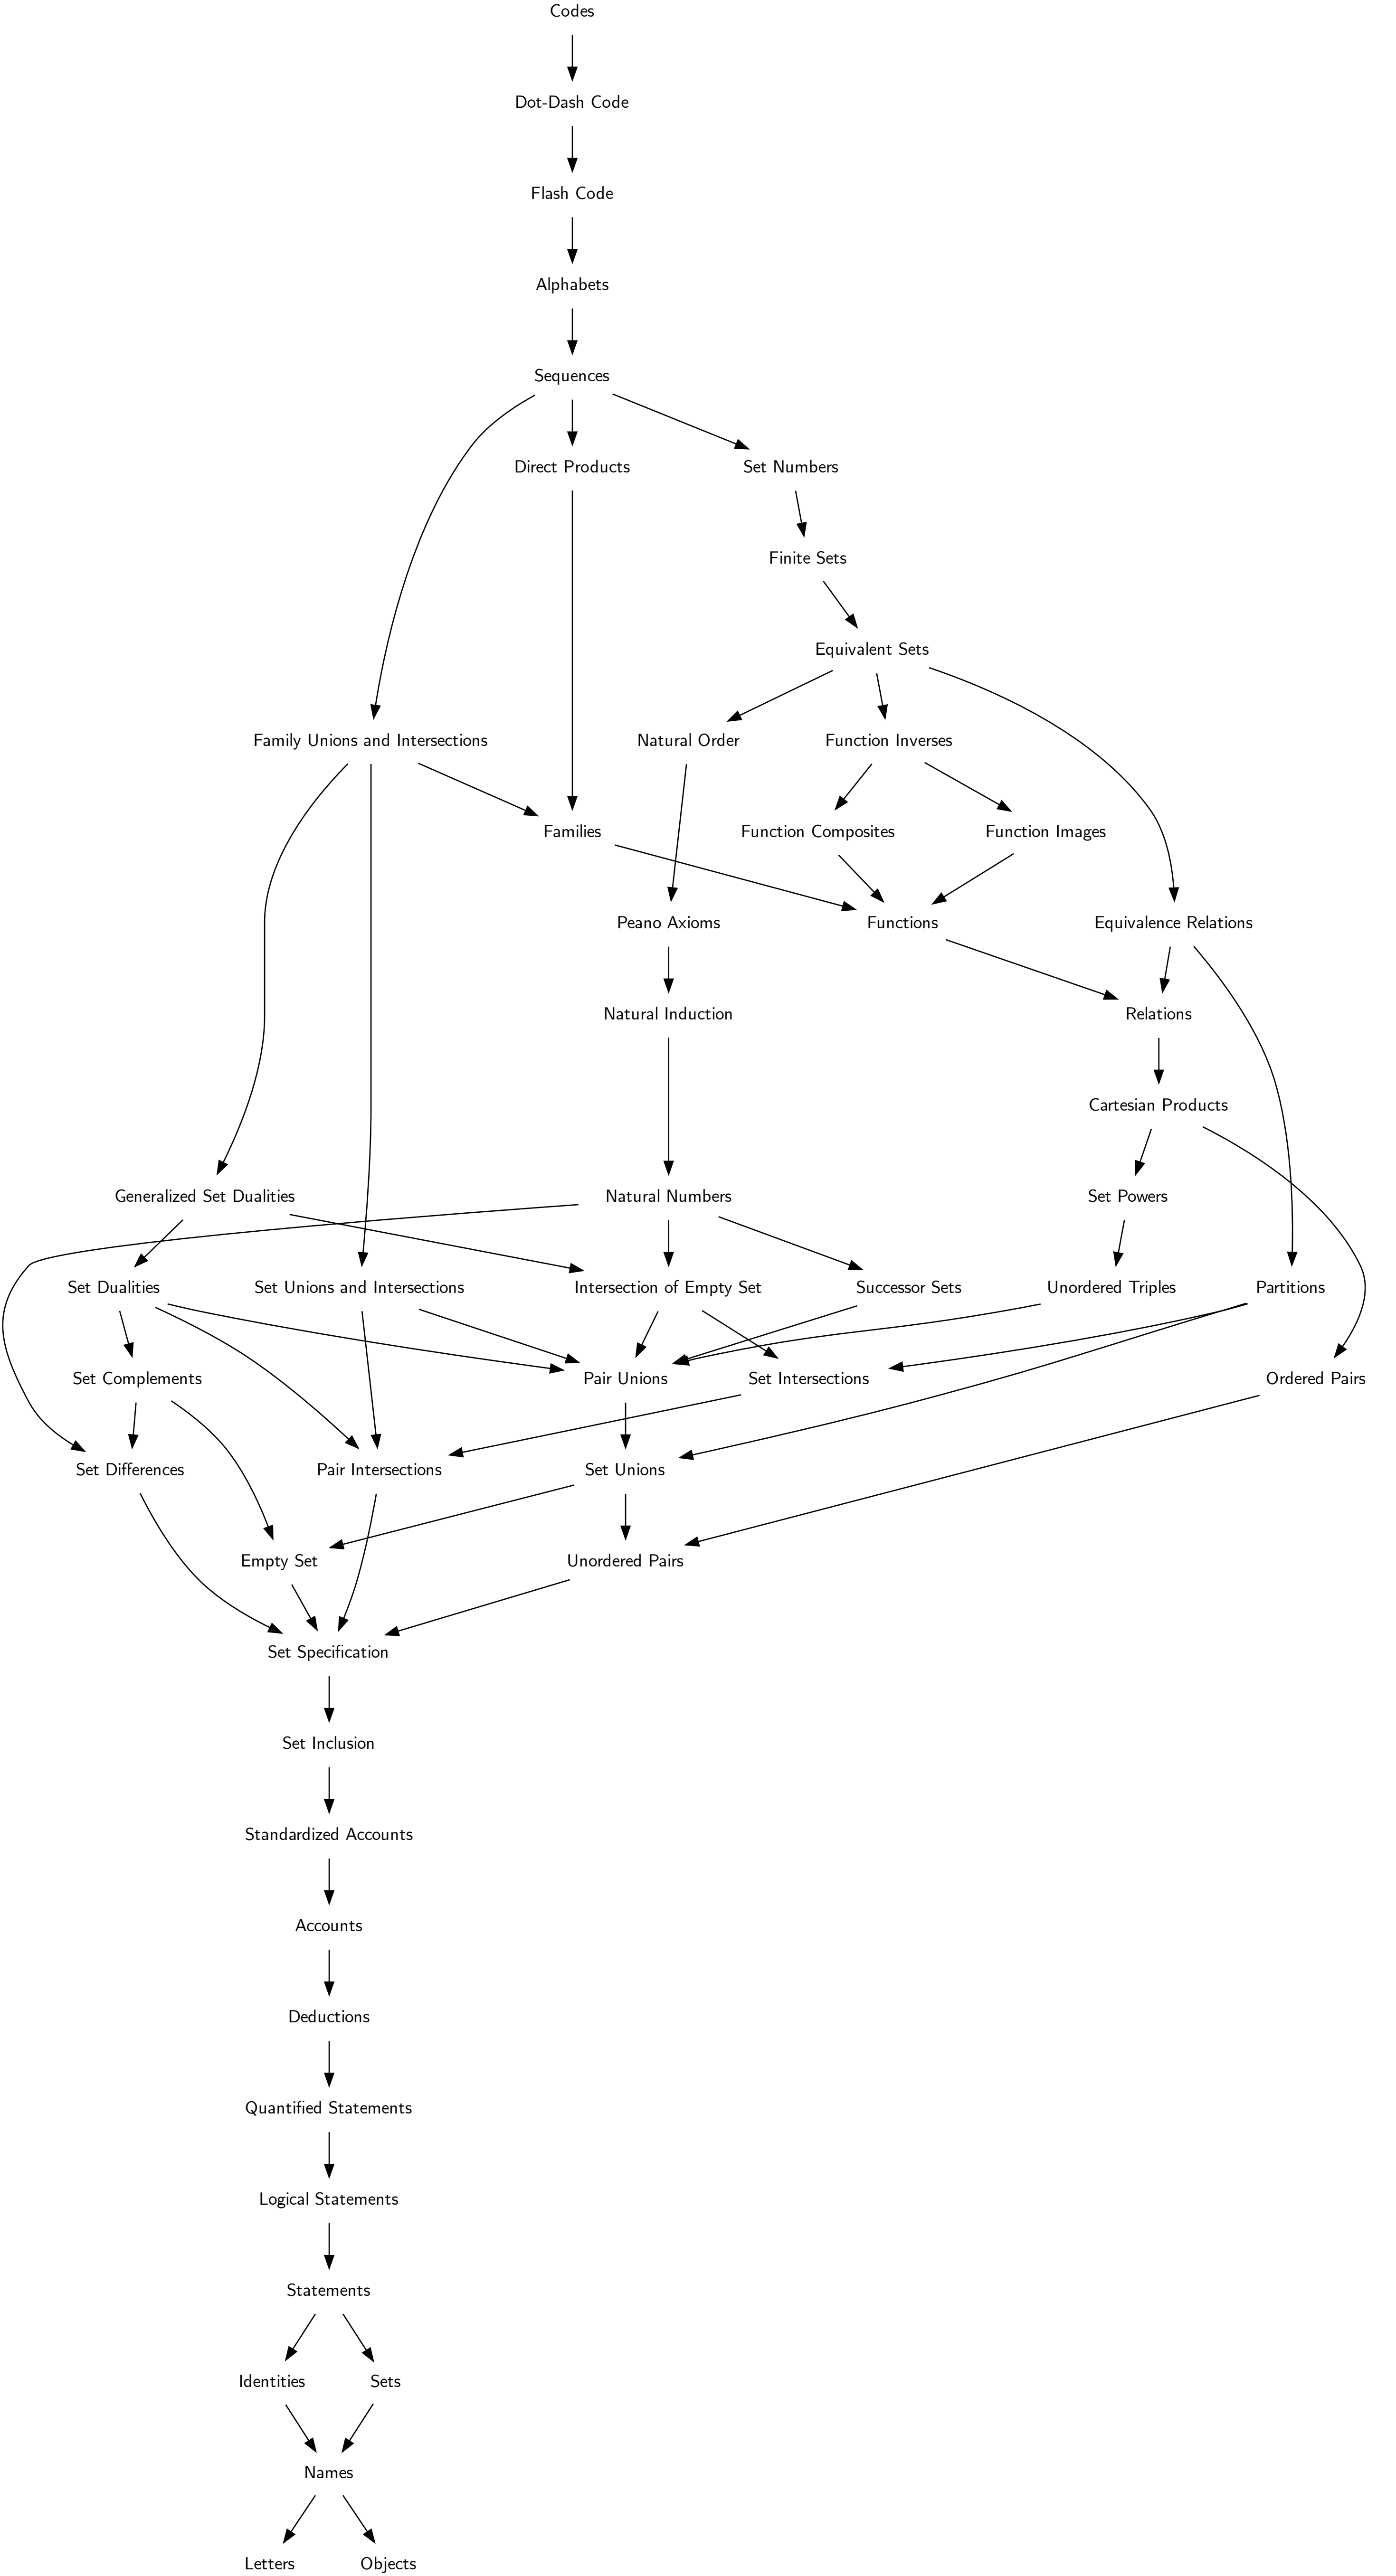 Codes
Dot-Dash Code
Flash Code
Alphabets
Sequences
Direct Products
Set Numbers
Finite Sets
Equivalent Sets
Family Unions and Intersections
Natural Order
Function Inverses
Families
Function Composites
Function Images
Peano Axioms
Functions
Equivalence Relations
Natural Induction
Relations
Cartesian Products
Generalized Set Dualities
Natural Numbers
Set Powers
Set Dualities
Set Unions and Intersections
Intersection of Empty Set
Successor Sets
Unordered Triples
Partitions
Set Complements
Pair Unions
Set Intersections
Ordered Pairs
Set Differences
Pair Intersections
Set Unions
Empty Set
Unordered Pairs
Set Specification
Set Inclusion
Standardized Accounts
Accounts
Deductions
Quantified Statements
Logical Statements
Statements
Identities
Sets
Names
Letters
Objects